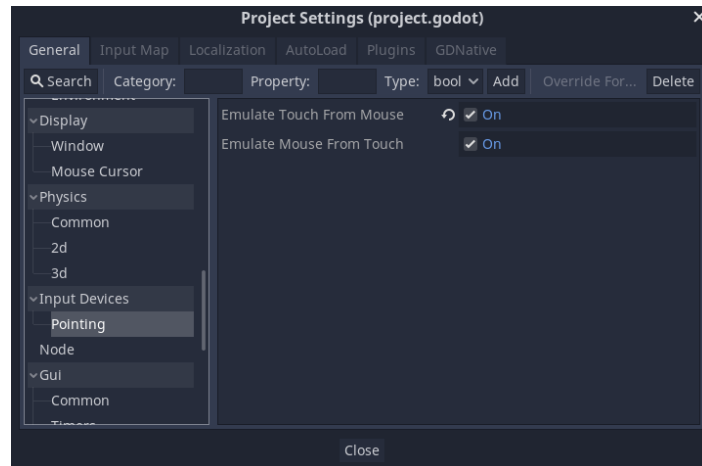 Project Settings (project.godot)
General Input Map Localization AutoLoad Plugins GDNative
Search Category: Property: Type: bool Add Override For... Delete
Environment
Display
Window
Mouse Cursor
Physics
Common
2d
3d
Input Devices
Pointing
Node
Gui
Common
Timers
Emulate Touch From Mouse On
Emulate Mouse From Touch On
Close